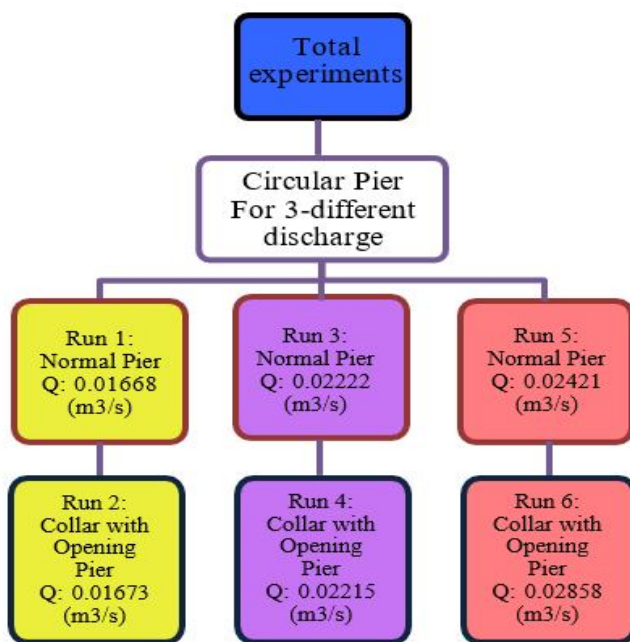 Total
experiments
Circular Pier
For 3-different
discharge
Run 1:
Normal Pier
Q: 0.01668
(m3/s)
Run 3:
Normal Pier
Q: 0.02222
(m3/s)
Run 5:
Normal Pier
Q: 0.02421
(m3/s)
Run 2:
Collar with
Opening
Pier
Q: 0.01673
(m3/s)
Run 4:
Collar with
Opening
Pier
Q: 0.02215
(m3/s)
Run 6:
Collar with
Opening
Pier
Q: 0.02858
(m3/s)